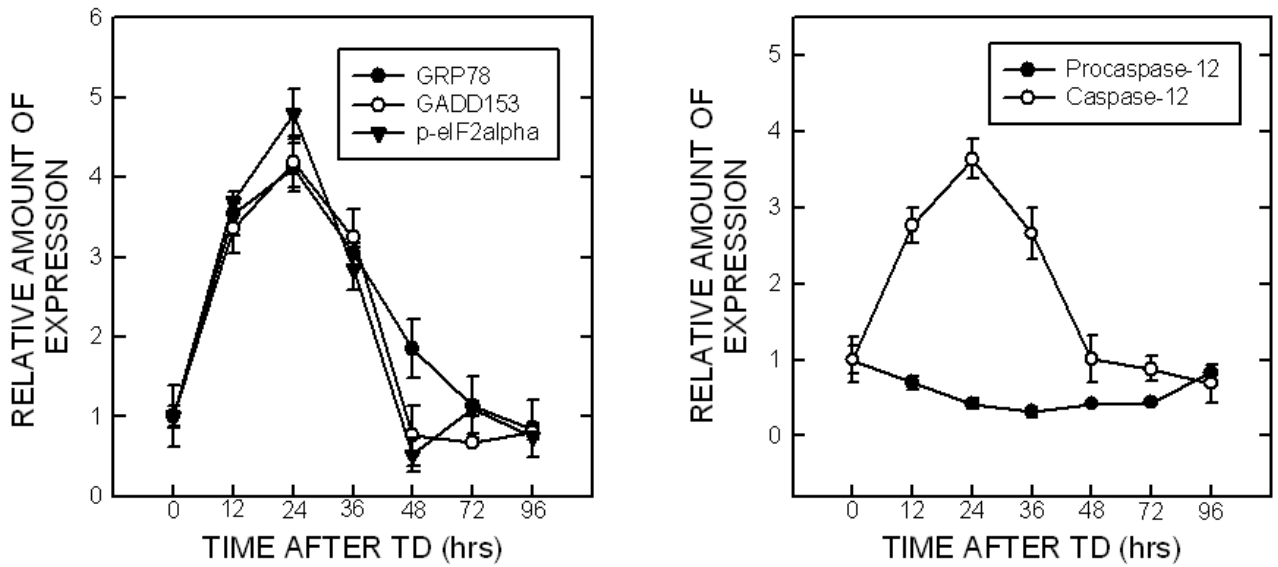 RELATIVE AMOUNT OF
EXPRESSION
6
5
4
3
2
1
0
GRP78
GADD153
p-eIF2alpha
0 12 24 36 48 72 96
TIME AFTER TD (hrs)
RELATIVE AMOUNT OF
EXPRESSION
5
4
3
2
1
0
Procaspase-12
Caspase-12
0 12 24 36 48 72 96
TIME AFTER TD (hrs)